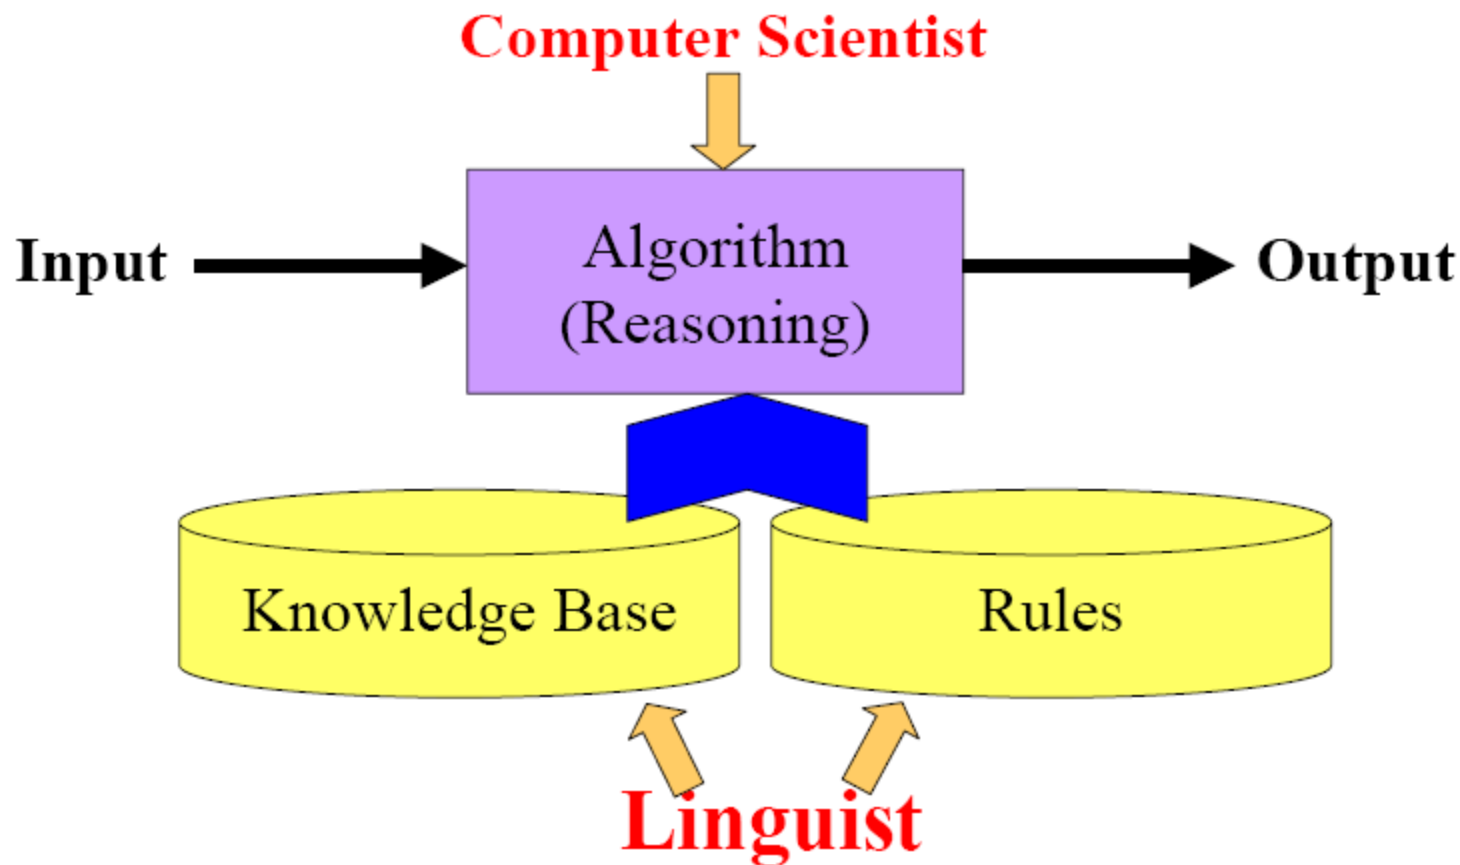 Computer Scientist
Input
Algorithm
(Reasoning)
Output
Knowledge Base
Rules
Linguist